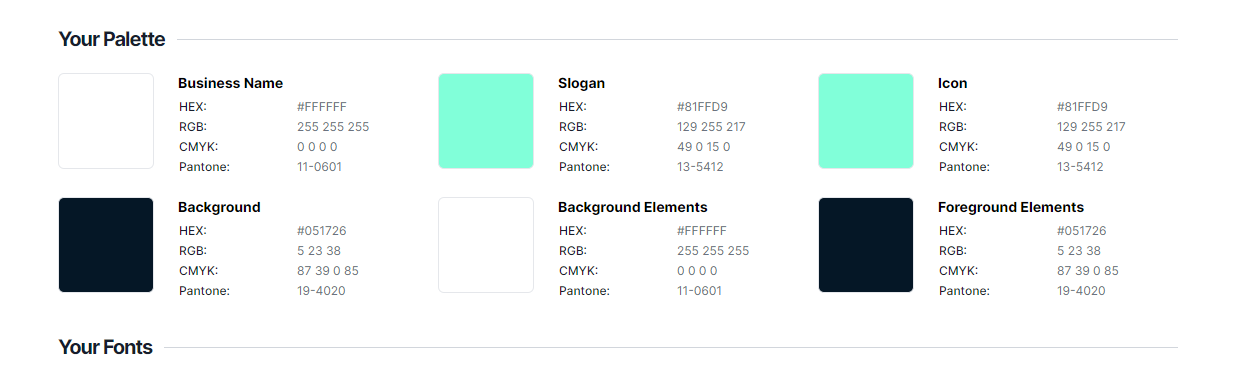 Your Palette
Business Name
HEX: #FFFFFF
RGB: 255 255 255
CMYK: 0 0 0 0
Pantone: 11-0601
Slogan
HEX: #81FFD9
RGB: 129 255 217
CMYK: 49 0 15 0
Pantone: 13-5412
Icon
HEX: #81FFD9
RGB: 129 255 217
CMYK: 49 0 15 0
Pantone: 13-5412
Background
HEX: #051726
RGB: 5 23 38
CMYK: 87 39 0 85
Pantone: 19-4020
Background Elements
HEX: #FFFFFF
RGB: 255 255 255
CMYK: 0 0 0 0
Pantone: 11-0601
Foreground Elements
HEX: #051726
RGB: 5 23 38
CMYK: 87 39 0 85
Pantone: 19-4020
Your Fonts